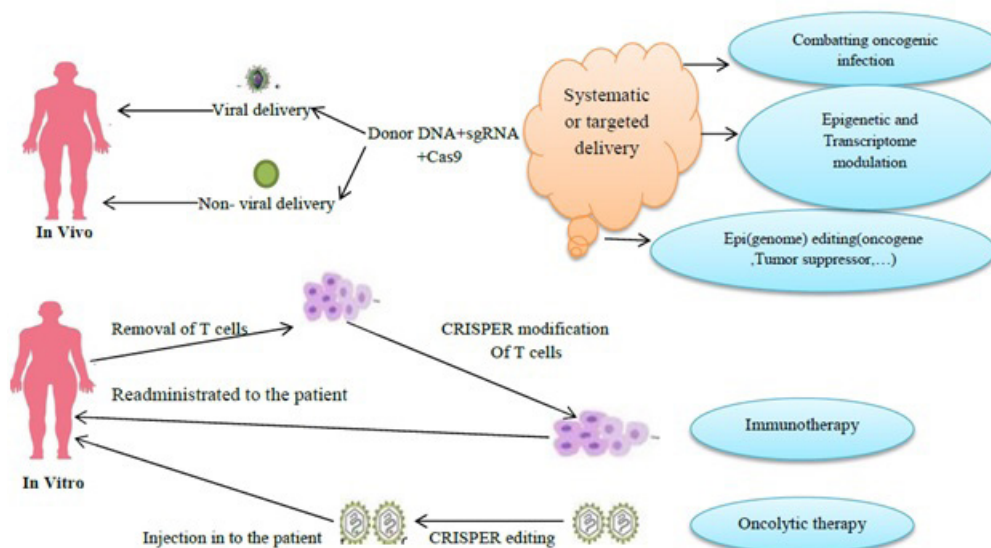 Combatting oncogenic
infection
Systematic
or targeted
delivery
Viral delivery
Donor DNA+sgRNA
+Cas9
Epigenetic and
Transcriptome
modulation
Non- viral delivery
In Vivo
Epi(genome) editing(oncogene
,Tumor suppressor,…)
Removal of T cells
CRISPER modification
Of T cells
Readministrated to the patient
Immunotherapy
In Vitro
Injection in to the patient
CRISPER editing
Oncolytic therapy